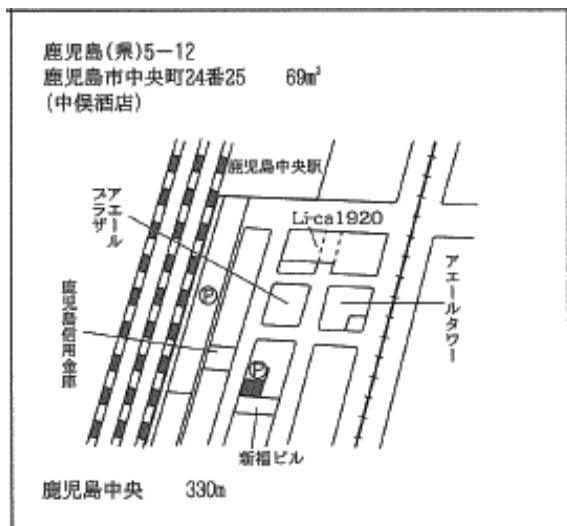 鹿児島(県)5-12
鹿児島市中央町24番25 69㎡
(中俣酒店)
鹿児島中央駅
アエールプラザ
Li-ca1920
アエールタワー
Ⓟ
鹿児島信用金庫
Ⓟ
新福ビル
鹿児島中央 330m